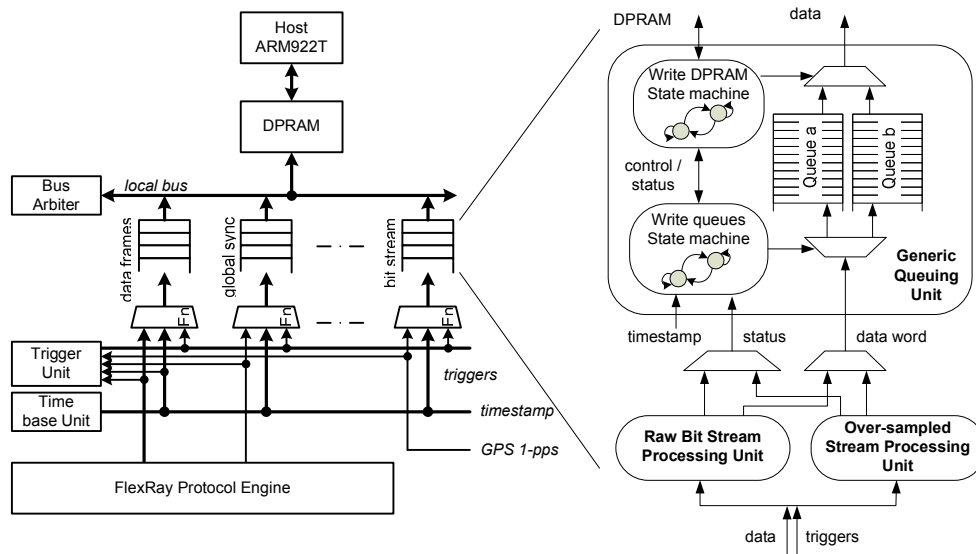 Host
ARM922T
DPRAM
Bus
Arbiter
local bus
data frames
global sync
bit stream
En
En
En
Trigger
Unit
triggers
Time
base Unit
timestamp
GPS 1-pps
FlexRay Protocol Engine
DPRAM
data
Write DPRAM
State machine
Queue a
Queue b
control /
status
Write queues
State machine
Generic
Queuing
Unit
timestamp
status
data word
Raw Bit Stream
Processing Unit
Over-sampled
Stream Processing
Unit
data
triggers